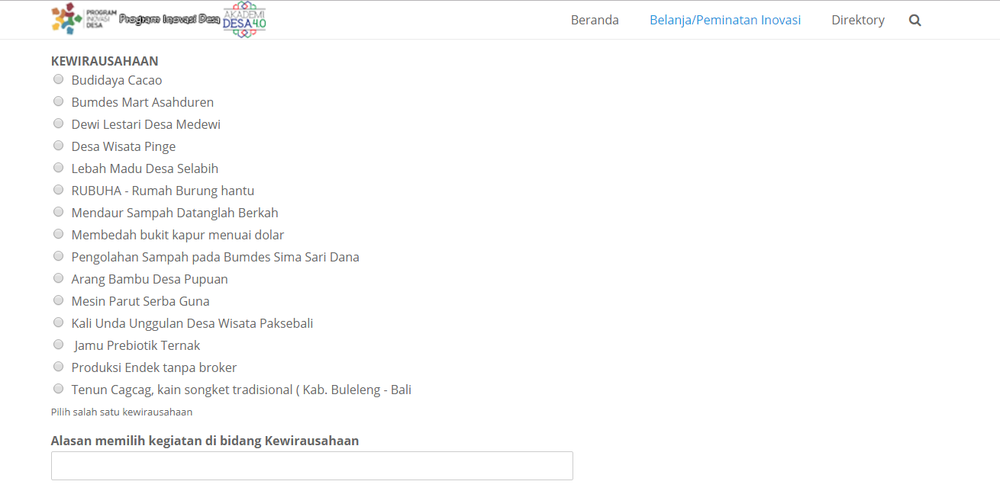 PROGRAM
INOVASI
DESA
Program Inovasi Desa
AKADEMI
DESA 4.0
Beranda
Belanja/Peminatan Inovasi
Direktory
KEWIRAUSAHAAN
Budidaya Cacao
Bumdes Mart Asahduren
Dewi Lestari Desa Medewi
Desa Wisata Pinge
Lebah Madu Desa Selabih
RUBUHA - Rumah Burung hantu
Mendaur Sampah Datanglah Berkah
Membedah bukit kapur menuai dolar
Pengolahan Sampah pada Bumdes Sima Sari Dana
Arang Bambu Desa Pupuan
Mesin Parut Serba Guna
Kali Unda Unggulan Desa Wisata Paksebali
Jamu Prebiotik Ternak
Produksi Endek tanpa broker
Tenun Cagcag, kain songket tradisional ( Kab. Buleleng - Bali
Pilih salah satu kewirausahaan
Alasan memilih kegiatan di bidang Kewirausahaan